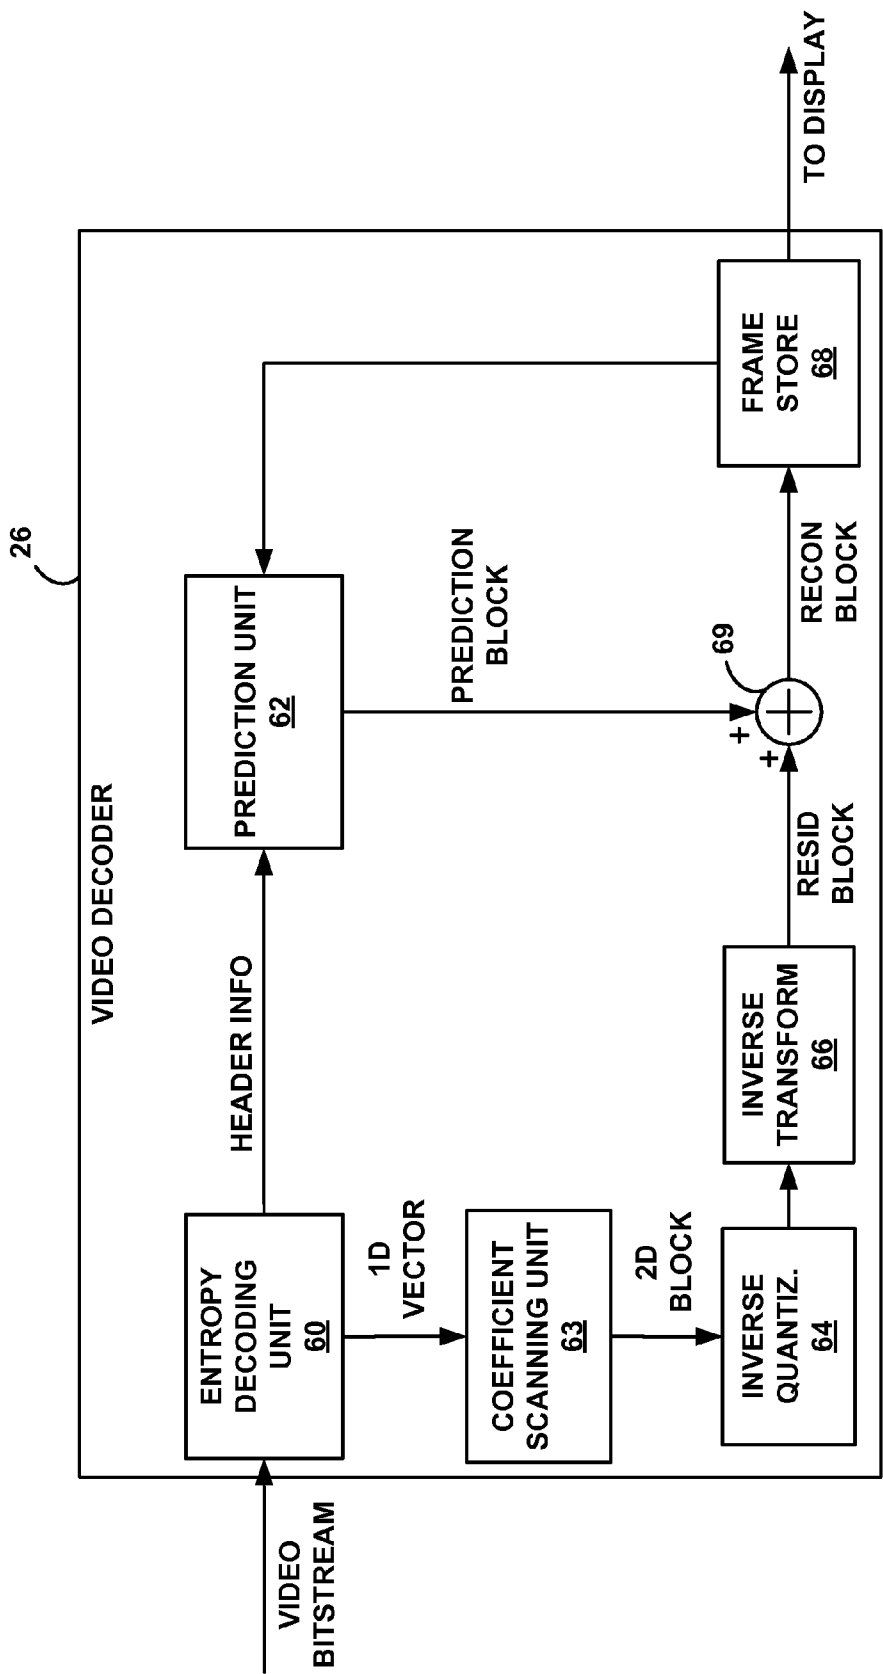 26
VIDEO DECODER
VIDEO
BITSTREAM
ENTROPY
DECODING
UNIT
60
HEADER INFO
PREDICTION UNIT
62
1D
VECTOR
COEFFICIENT
SCANNING UNIT
63
2D
BLOCK
INVERSE
QUANTIZ.
64
INVERSE
TRANSFORM
66
RESID
BLOCK
PREDICTION
BLOCK
+
+
69
RECON
BLOCK
FRAME
STORE
68
TO DISPLAY